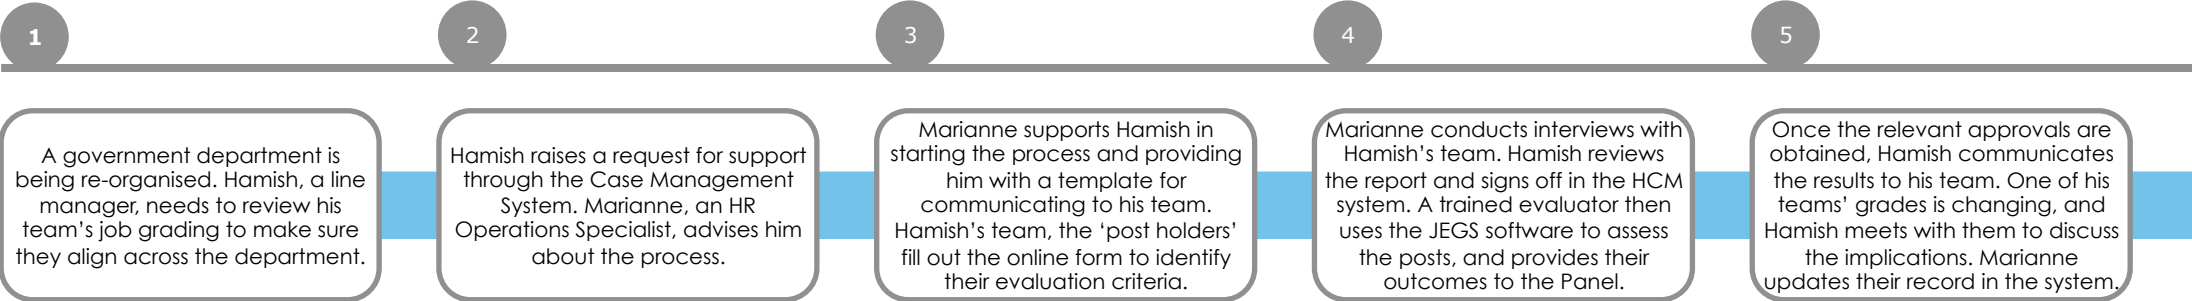 1
2
3
4
5
A government department is
being re-organised. Hamish, a line
manager, needs to review his
team's job grading to make sure
they align across the department.
Hamish raises a request for support
through the Case Management
System. Marianne, an HR
Operations Specialist, advises him
about the process.
Marianne supports Hamish in
starting the process and providing
him with a template for
communicating to his team.
Hamish's team, the ‘post holders’
fill out the online form to identify
their evaluation criteria.
Marianne conducts interviews with
Hamish's team. Hamish reviews
the report and signs off in the HCM
system. A trained evaluator then
uses the JEGS software to assess
the posts, and provides their
outcomes to the Panel.
Once the relevant approvals are
obtained, Hamish communicates
the results to his team. One of his
teams’ grades is changing, and
Hamish meets with them to discuss
the implications. Marianne
updates their record in the system.